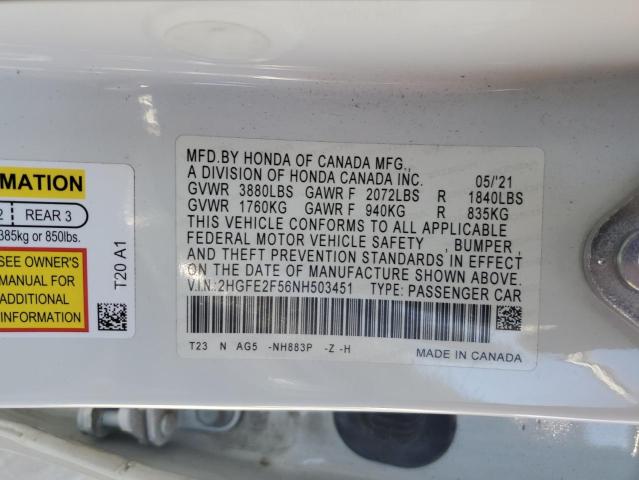 RMATION
2 REAR 3
385kg or 850lbs.
SEE OWNER'S
MANUAL FOR
ADDITIONAL
INFORMATION
T20 A1
MFD.BY HONDA OF CANADA MFG.,
A DIVISION OF HONDA CANADA INC. 05/'21
GVWR 3880LBS GAWR F 2072LBS R 1840LBS
GVWR 1760KG GAWR F 940KG R 835KG
THIS VEHICLE CONFORMS TO ALL APPLICABLE
FEDERAL MOTOR VEHICLE SAFETY , BUMPER ,
AND THEFT PREVENTION STANDARDS IN EFFECT
ON THE DATE OF MANUFACTURE SHOWN ABOVE.
V.I.N.:2HGFE2F56NH503451 TYPE: PASSENGER CAR
T23 N AG5 -NH883P -Z -H
MADE IN CANADA